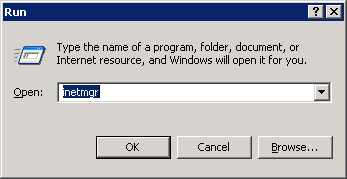 Run
Type the name of a program, folder, document, or
Internet resource, and Windows will open it for you.
Open: inetmgr
OK Cancel Browse...